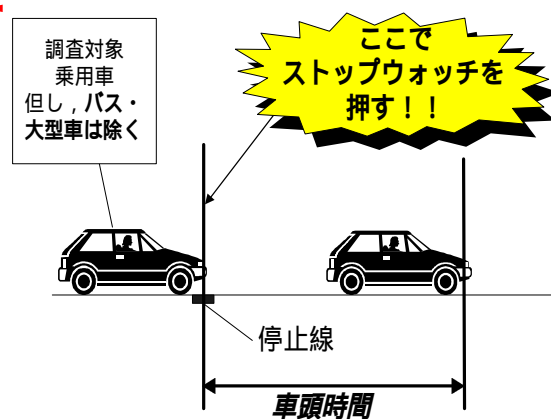 調査対象
乗用車
但し，バス・
大型車は除く
ここで
ストップウォッチを
押す！！
停止線
車頭時間